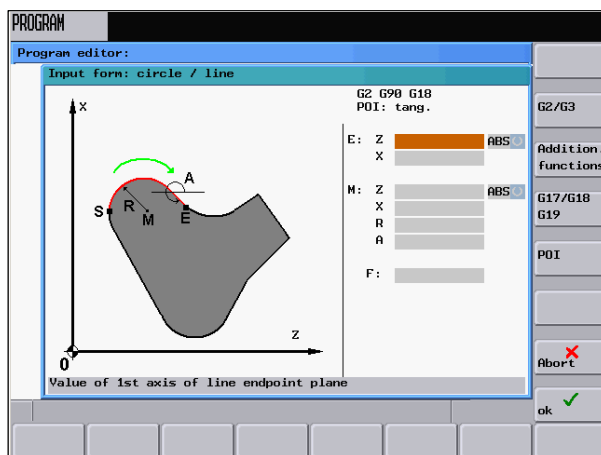 PROGRAM
Program editor:
Input form: circle / line
G2 G90 G18
POI: tang.
X
A
R
M
S
E
Z
0
E: Z ABS
X
M: Z ABS
X
R
A
F:
Value of 1st axis of line endpoint plane
G2/G3
Addition.
functions
G17/G18
G19
POI
Abort
ok